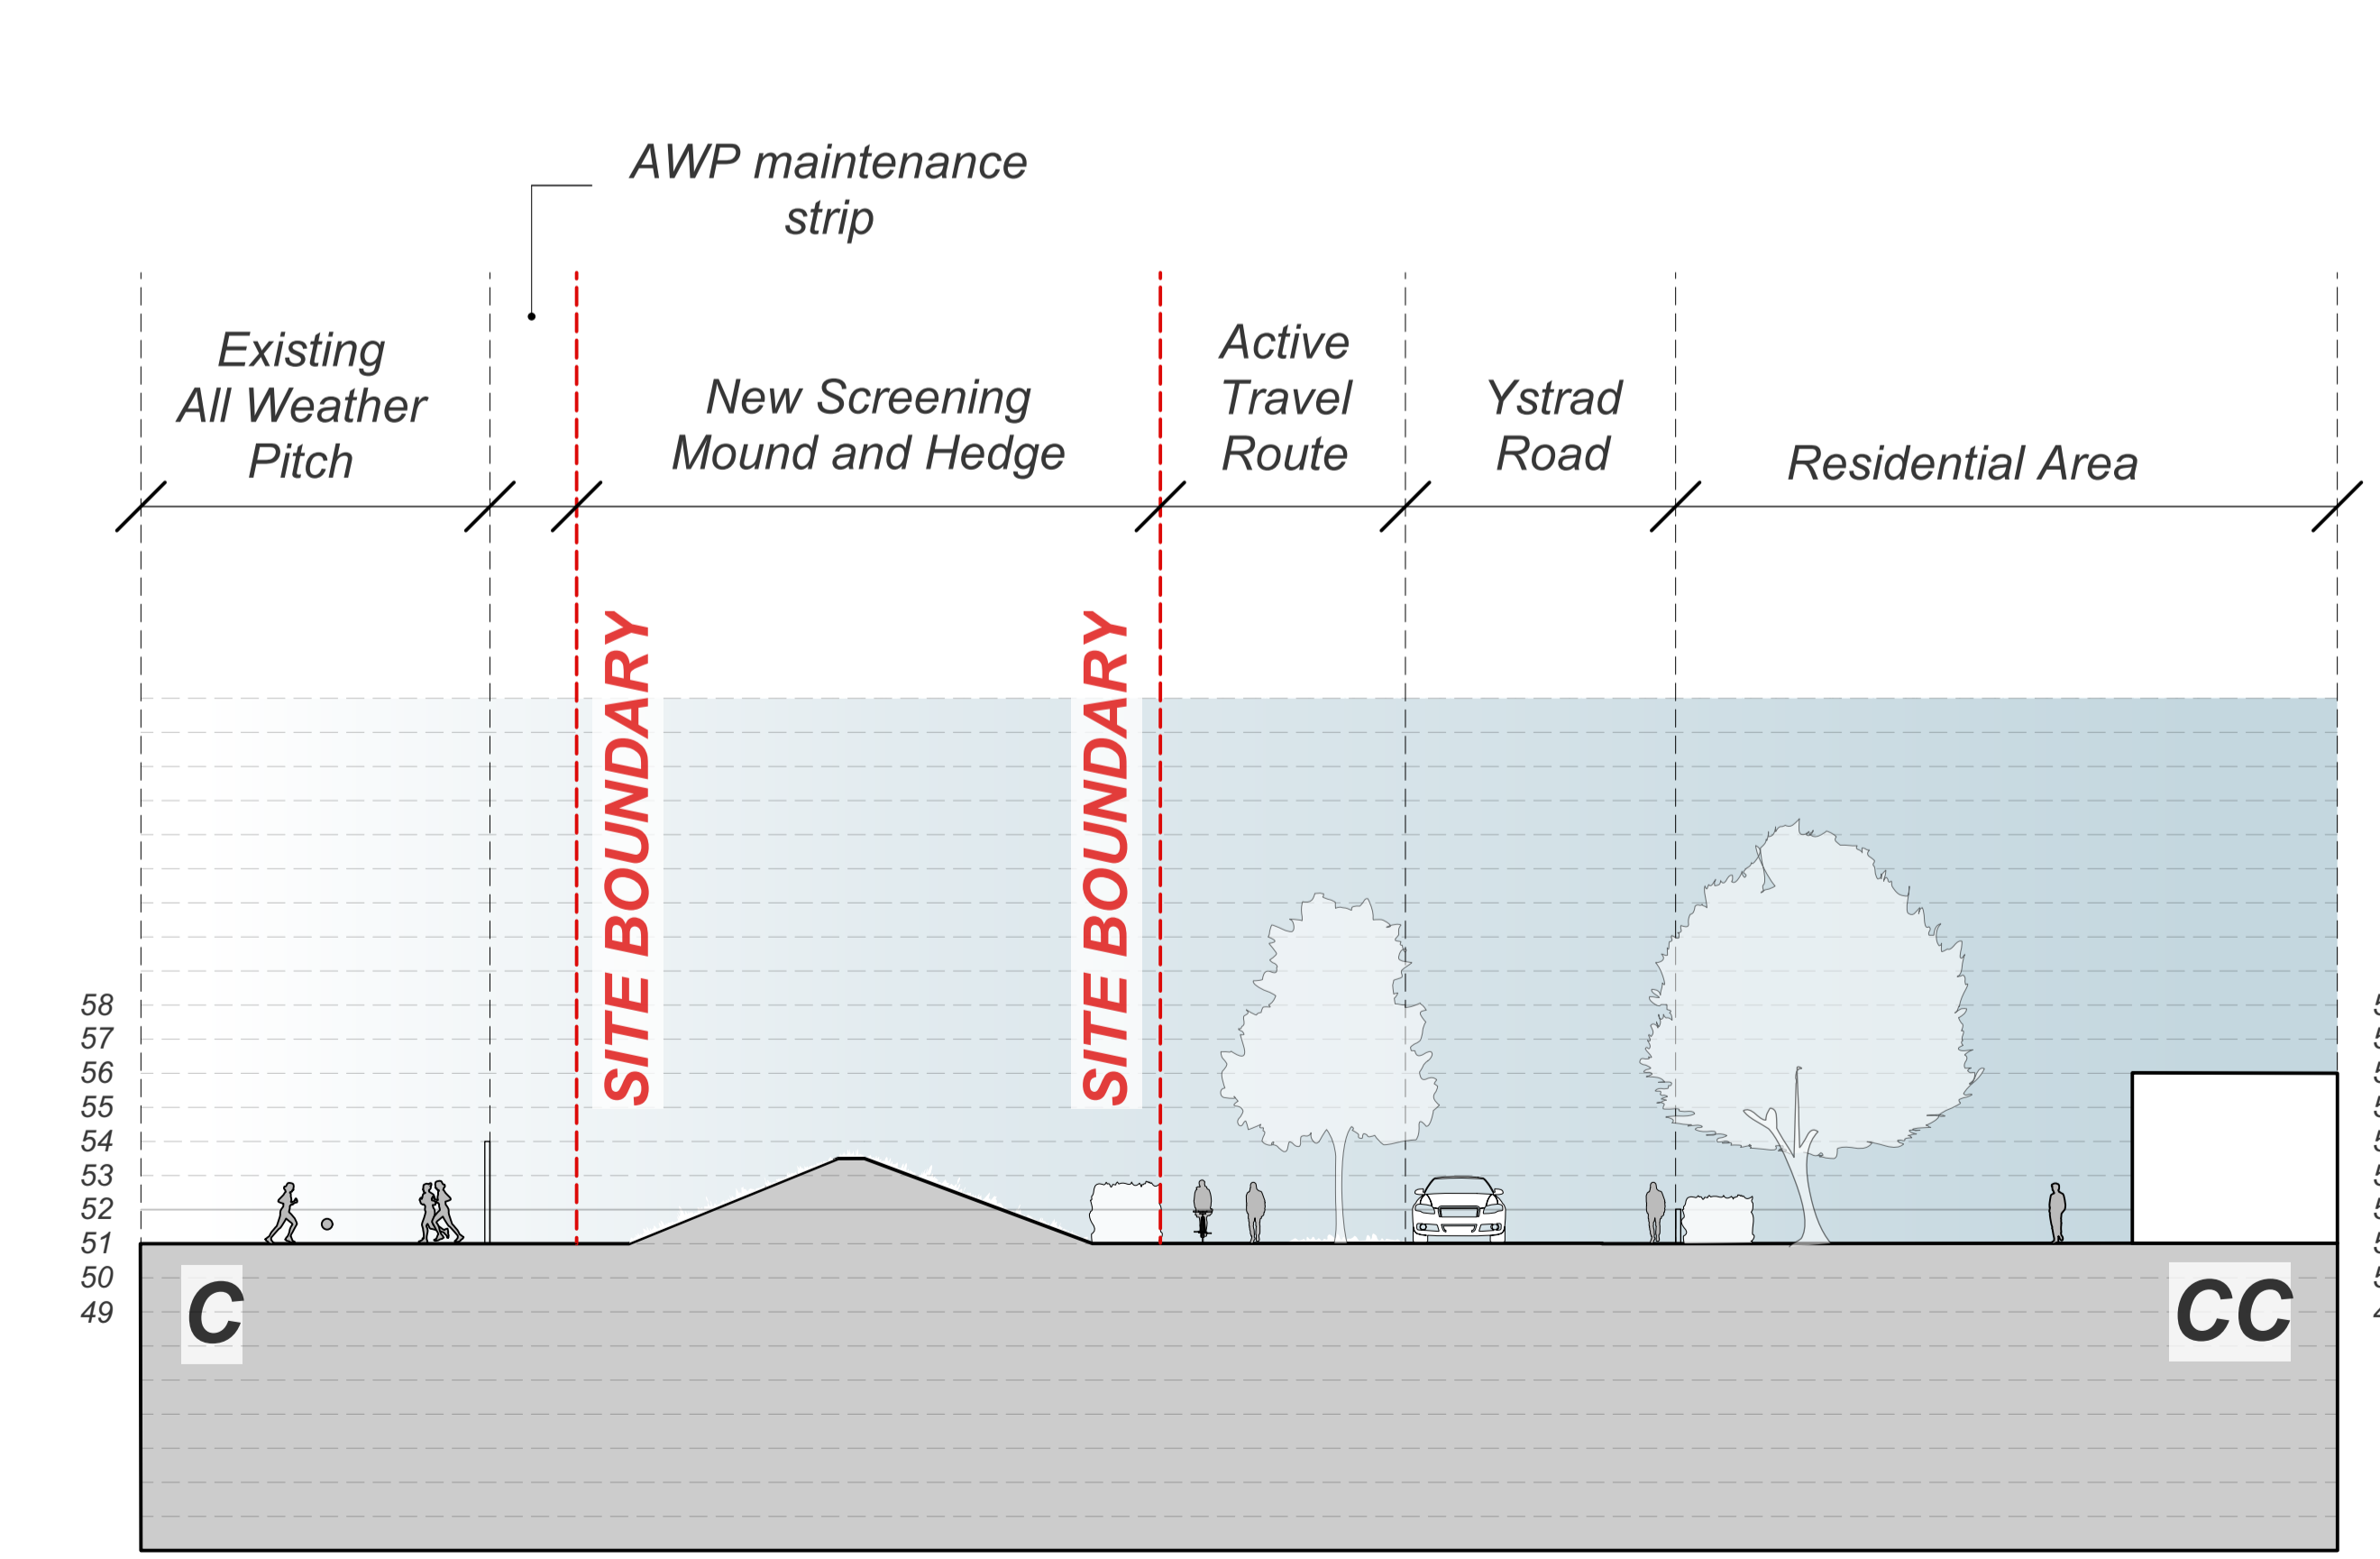 AWP maintenance
strip
Existing
All Weather
Pitch
New Screening
Mound and Hedge
Active
Travel
Route
Ystrad
Road
Residential Area
SITE BOUNDARY
SITE BOUNDARY
58
57
56
55
54
53
52
51
50
49
C
CC